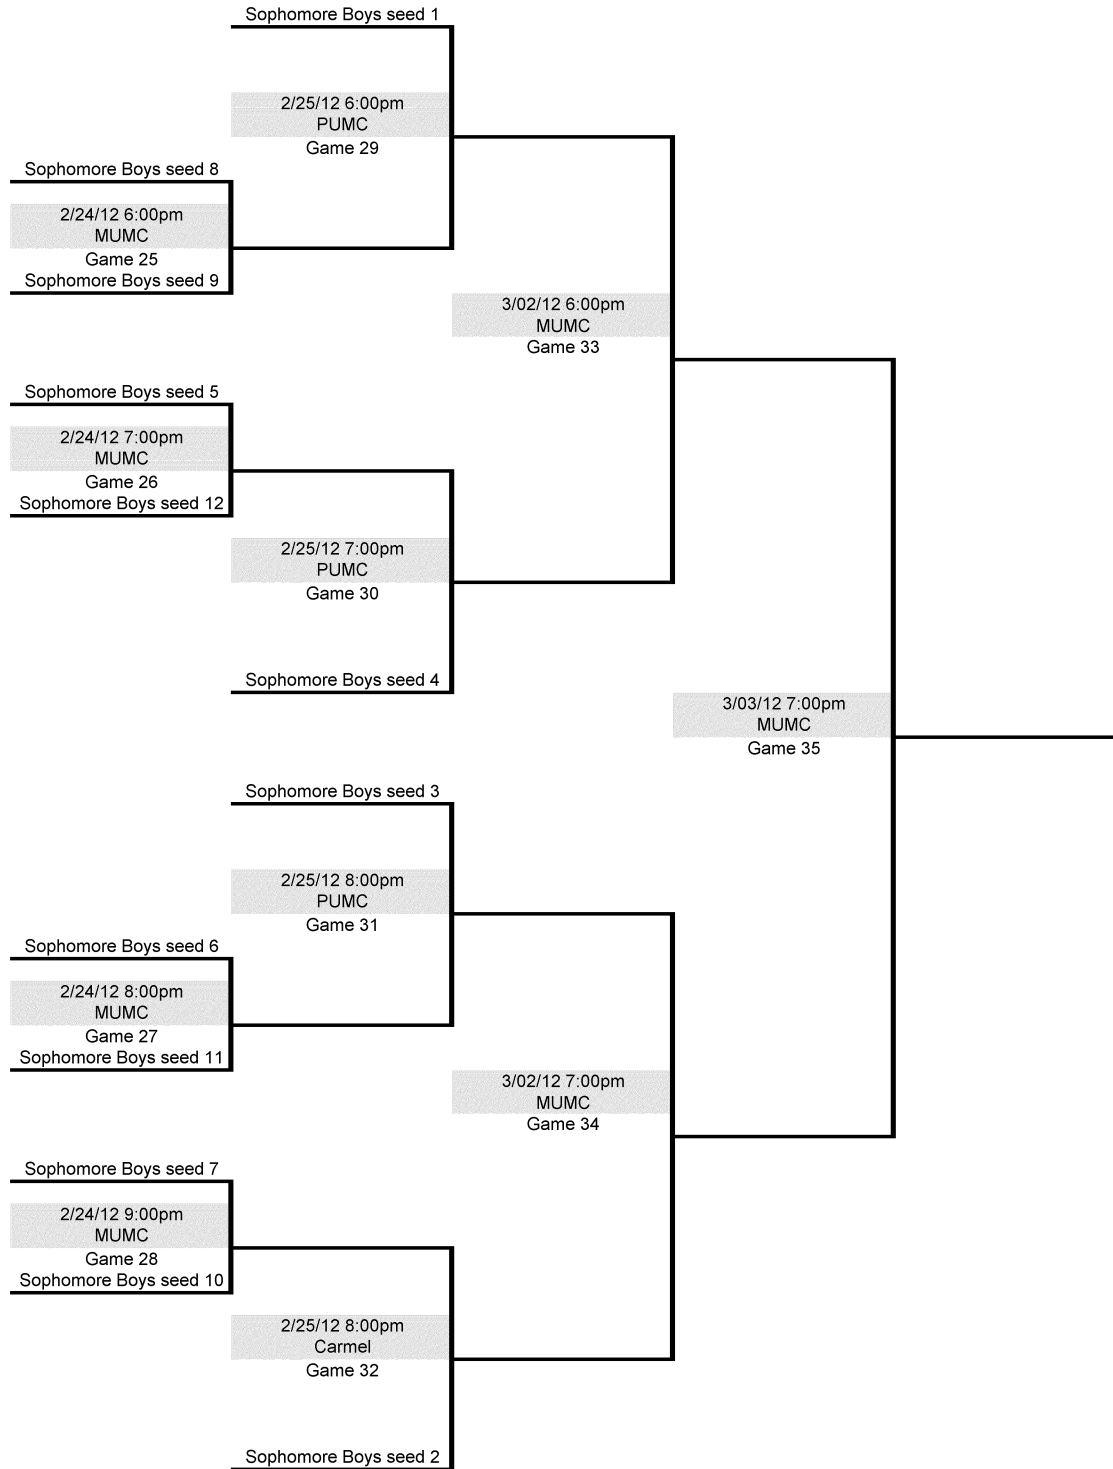 Sophomore Boys seed 1
2/25/12 6:00pm
PUMC
Game 29
Sophomore Boys seed 8
2/24/12 6:00pm
MUMC
Game 25
Sophomore Boys seed 9
3/02/12 6:00pm
MUMC
Game 33
Sophomore Boys seed 5
2/24/12 7:00pm
MUMC
Game 26
Sophomore Boys seed 12
2/25/12 7:00pm
PUMC
Game 30
Sophomore Boys seed 4
3/03/12 7:00pm
MUMC
Game 35
Sophomore Boys seed 3
2/25/12 8:00pm
PUMC
Game 31
Sophomore Boys seed 6
2/24/12 8:00pm
MUMC
Game 27
Sophomore Boys seed 11
3/02/12 7:00pm
MUMC
Game 34
Sophomore Boys seed 7
2/24/12 9:00pm
MUMC
Game 28
Sophomore Boys seed 10
2/25/12 8:00pm
Carmel
Game 32
Sophomore Boys seed 2